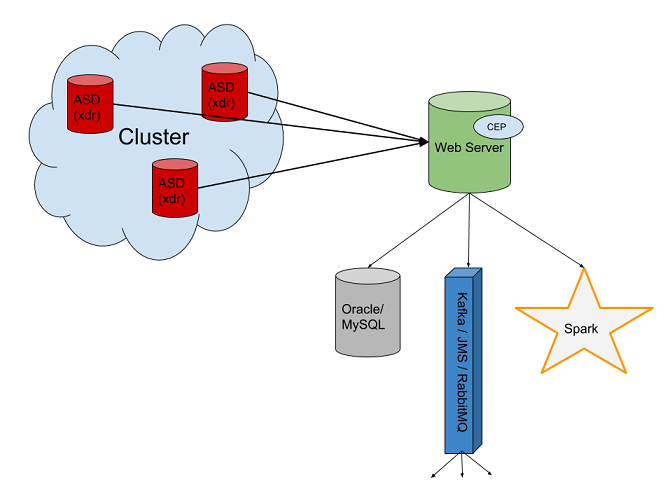 ASD
(xdr)
ASD
(xdr)
Cluster
ASD
(xdr)
CEP
Web Server
Oracle/
MySQL
Kafka / JMS / RabbitMQ
Spark